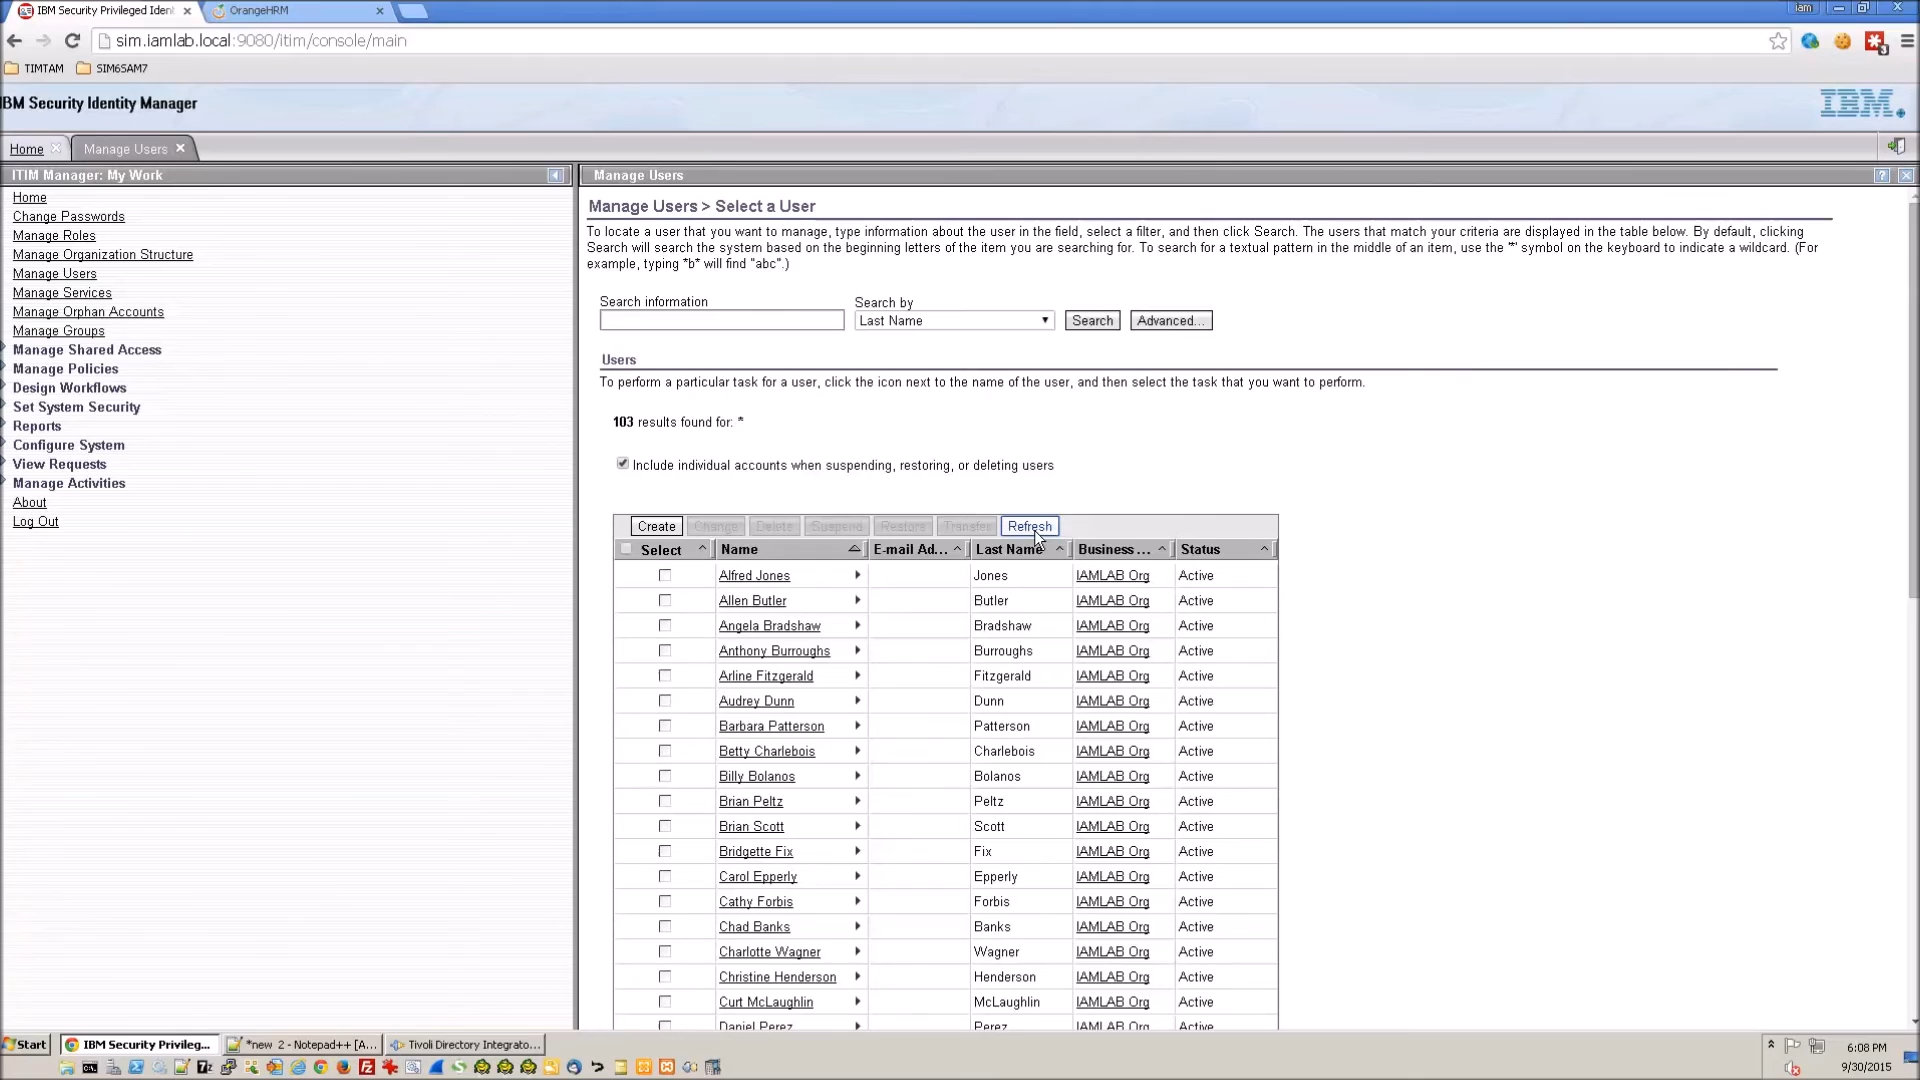 IBM Security Privileged Ident
OrangeHRM
iam
sim.iamlab.local:9080/itim/console/main
TIMTAM
SIM6SAM7
IBM Security Identity Manager
IBM.
Home
Manage Users
ITIM Manager: My Work
Home
Change Passwords
Manage Roles
Manage Organization Structure
Manage Users
Manage Services
Manage Orphan Accounts
Manage Groups
Manage Shared Access
Manage Policies
Design Workflows
Set System Security
Reports
Configure System
View Requests
Manage Activities
About
Log Out
Manage Users
?
Manage Users > Select a User
To locate a user that you want to manage, type information about the user in the field, select a filter, and then click Search. The users that match your criteria are displayed in the table below. By default, clicking
Search will search the system based on the beginning letters of the item you are searching for. To search for a textual pattern in the middle of an item, use the '*' symbol on the keyboard to indicate a wildcard. (For
example, typing *b* will find "abc".)
Search information
Search by
Last Name
Search
Advanced...
Users
To perform a particular task for a user, click the icon next to the name of the user, and then select the task that you want to perform.
103 results found for: *
Include individual accounts when suspending, restoring, or deleting users
Create Change Delete Suspend Restore Transfer Refresh
Select Name E-mail Ad... Last Name Business ... Status
Alfred Jones Jones IAMLAB Org Active
Allen Butler Butler IAMLAB Org Active
Angela Bradshaw Bradshaw IAMLAB Org Active
Anthony Burroughs Burroughs IAMLAB Org Active
Arline Fitzgerald Fitzgerald IAMLAB Org Active
Audrey Dunn Dunn IAMLAB Org Active
Barbara Patterson Patterson IAMLAB Org Active
Betty Charlebois Charlebois IAMLAB Org Active
Billy Bolanos Bolanos IAMLAB Org Active
Brian Peltz Peltz IAMLAB Org Active
Brian Scott Scott IAMLAB Org Active
Bridgette Fix Fix IAMLAB Org Active
Carol Epperly Epperly IAMLAB Org Active
Cathy Forbis Forbis IAMLAB Org Active
Chad Banks Banks IAMLAB Org Active
Charlotte Wagner Wagner IAMLAB Org Active
Christine Henderson Henderson IAMLAB Org Active
Curt McLaughlin McLaughlin IAMLAB Org Active
Daniel Perez Perez IAMLAB Org Active
Start
IBM Security Privileg...
*new 2 - Notepad++ [A...
Tivoli Directory Integrato...
6:08 PM
9/30/2015